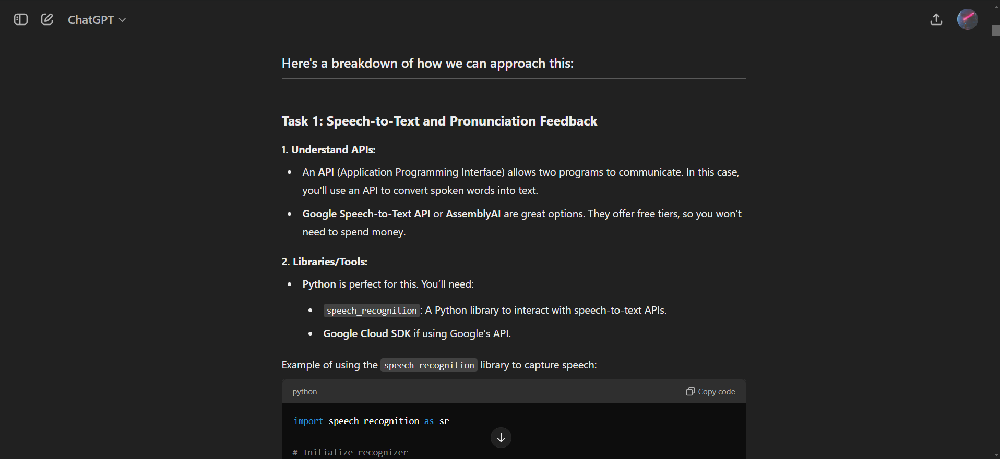 ChatGPT
Here's a breakdown of how we can approach this:
Task 1: Speech-to-Text and Pronunciation Feedback
1. Understand APIs:
An API (Application Programming Interface) allows two programs to communicate. In this case,
you'll use an API to convert spoken words into text.
Google Speech-to-Text API or AssemblyAI are great options. They offer free tiers, so you won’t
need to spend money.
2. Libraries/Tools:
Python is perfect for this. You’ll need:
speech_recognition: A Python library to interact with speech-to-text APIs.
Google Cloud SDK if using Google’s API.
Example of using the speech_recognition library to capture speech:
python Copy code
import speech_recognition as sr
# Initialize recognizer